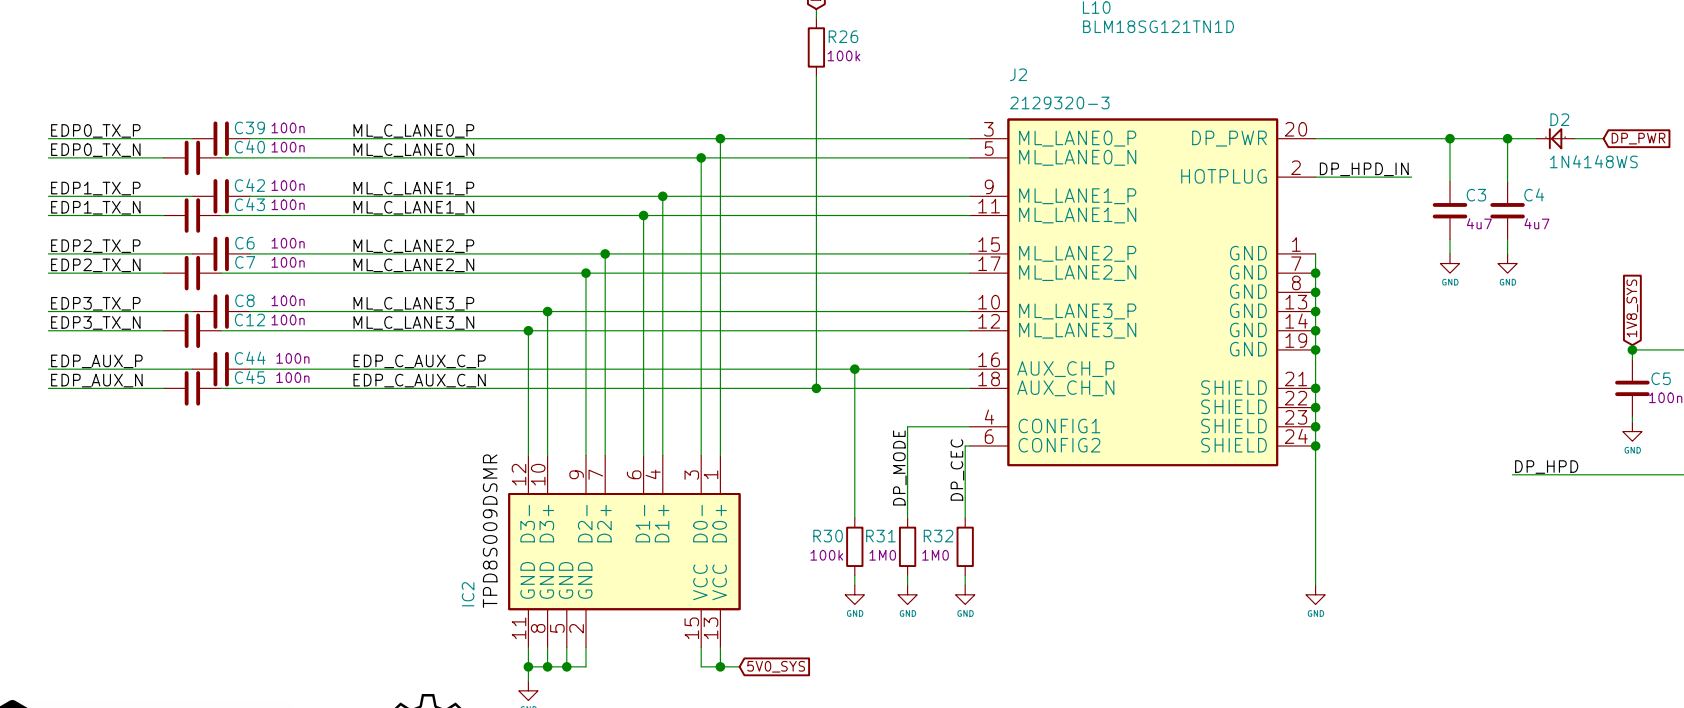 L10
BLM18SG121TN1D
R26
100k
J2
2129320-3
EDP0_TX_P C39 100n ML_C_LANE0_P
EDP0_TX_N C40 100n ML_C_LANE0_N
EDP1_TX_P C42 100n ML_C_LANE1_P
EDP1_TX_N C43 100n ML_C_LANE1_N
EDP2_TX_P C6 100n ML_C_LANE2_P
EDP2_TX_N C7 100n ML_C_LANE2_N
EDP3_TX_P C8 100n ML_C_LANE3_P
EDP3_TX_N C12 100n ML_C_LANE3_N
EDP_AUX_P C44 100n EDP_C_AUX_C_P
EDP_AUX_N C45 100n EDP_C_AUX_C_N
3 ML_LANE0_P
5 ML_LANE0_N
9 ML_LANE1_P
11 ML_LANE1_N
15 ML_LANE2_P
17 ML_LANE2_N
10 ML_LANE3_P
12 ML_LANE3_N
16 AUX_CH_P
18 AUX_CH_N
4 CONFIG1
6 CONFIG2
DP_PWR 20
HOTPLUG 2 DP_HPD_IN
GND 1
GND 7
GND 8
GND 13
GND 14
GND 19
SHIELD 21
SHIELD 22
SHIELD 23
SHIELD 24
D2
DP_PWR
1N4148WS
C3
4u7
GND
C4
4u7
GND
1V8_SYS
C5
100n
GND
DP_HPD
DP_MODE
DP_CEC
R30
100k
GND
R31
1M0
GND
R32
1M0
GND
GND
IC2
TPD8S009DSMR
12 10 9 7 6 4 3 1
D3- D3+ D2- D2+ D1- D1+ D0- D0+
GND GND GND GND VCC VCC
11 8 5 2 15 13
5V0_SYS